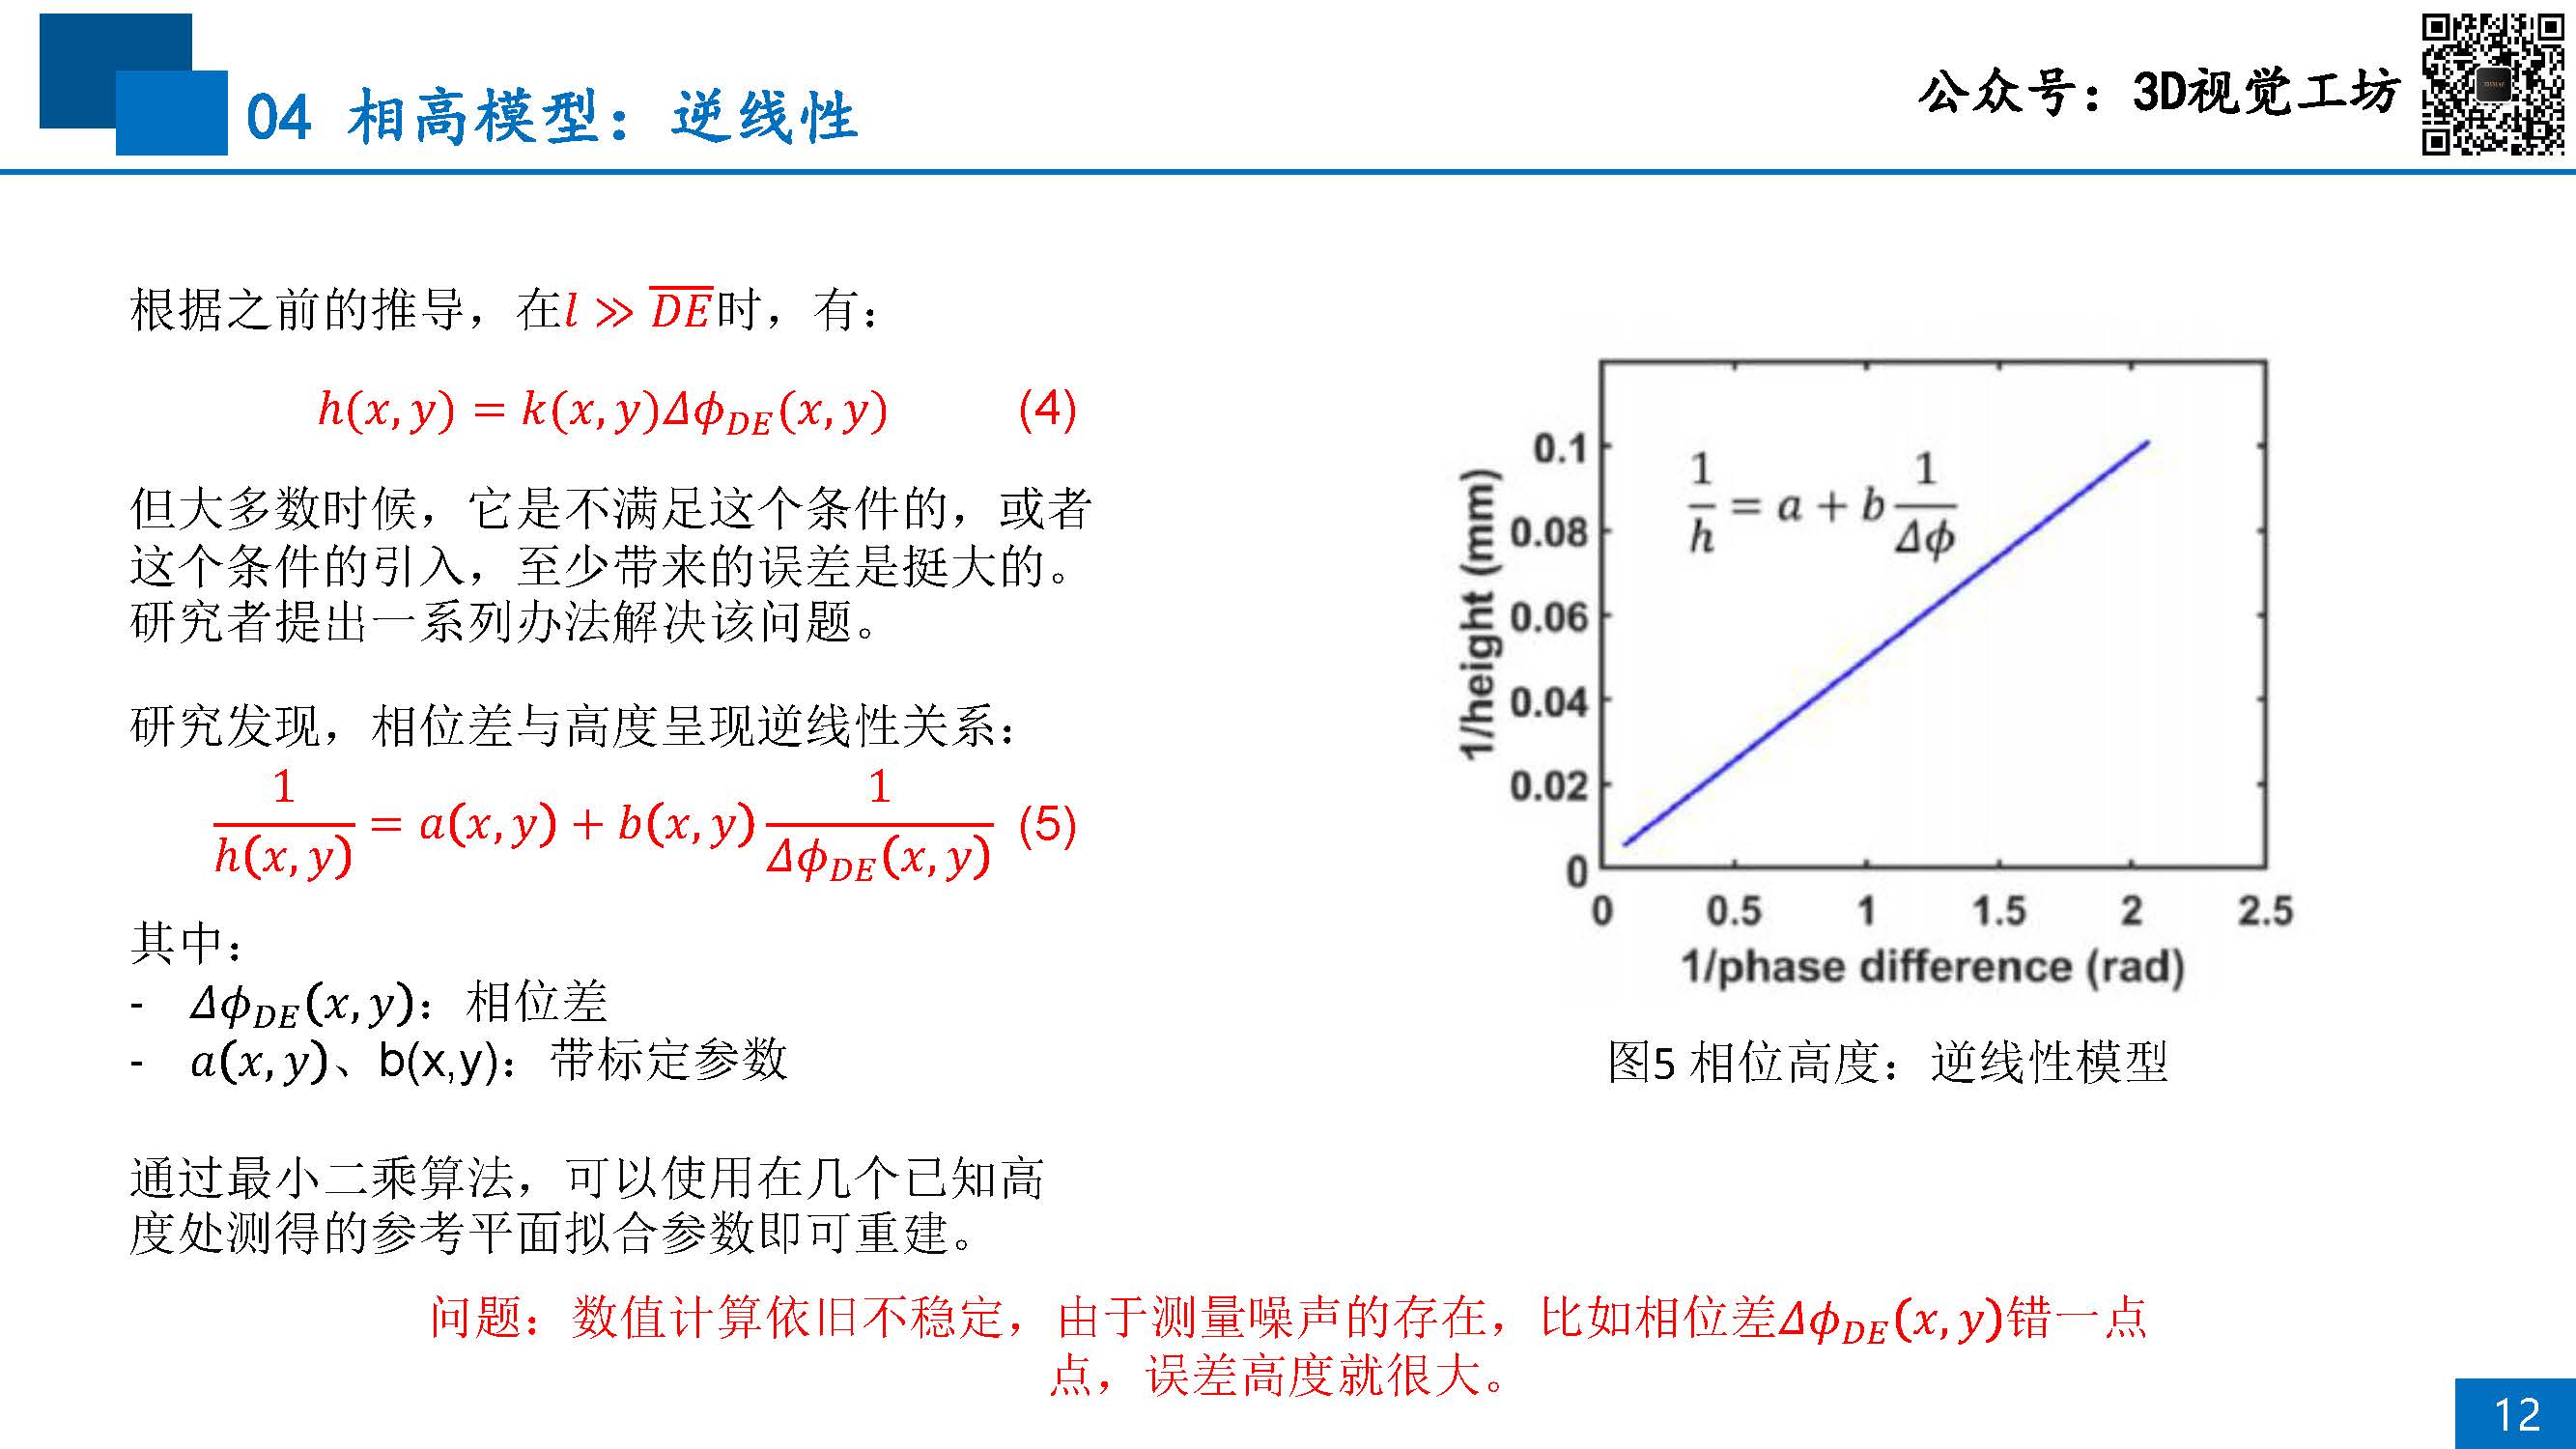 04 相高模型：逆线性
公众号：3D视觉工坊
根据之前的推导，在l ≫ \overline{DE}时，有：
h(x, y) = k(x, y)Δϕ_{DE}(x, y) (4)
但大多数时候，它是不满足这个条件的，或者
这个条件的引入，至少带来的误差是挺大的。
研究者提出一系列办法解决该问题。
研究发现，相位差与高度呈现逆线性关系：
\frac{1}{h(x, y)} = a(x, y) + b(x, y)\frac{1}{Δϕ_{DE}(x, y)} (5)
其中：
- Δϕ_{DE}(x, y)：相位差
- a(x, y)、b(x,y)：带标定参数
通过最小二乘算法，可以使用在几个已知高
度处测得的参考平面拟合参数即可重建。
\frac{1}{h} = a + b\frac{1}{Δϕ}
1/height (mm)
0.1
0.08
0.06
0.04
0.02
0
0 0.5 1 1.5 2 2.5
1/phase difference (rad)
图5 相位高度：逆线性模型
问题：数值计算依旧不稳定，由于测量噪声的存在，比如相位差Δϕ_{DE}(x, y)错一点
点，误差高度就很大。
12